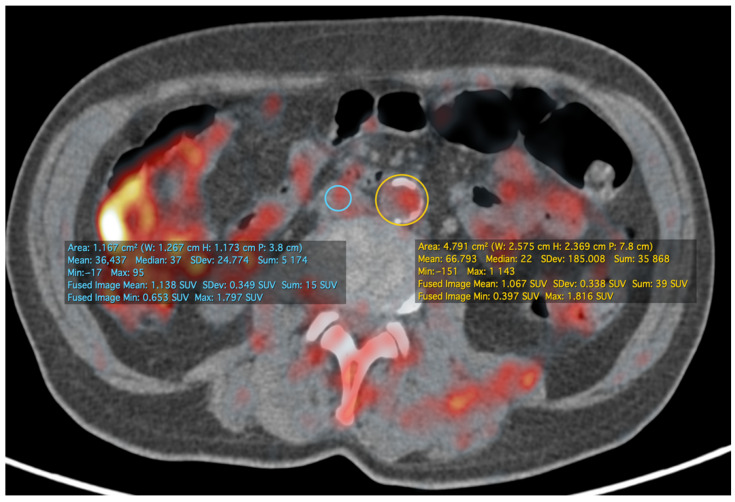 Area: 1.167 cm² (W: 1.267 cm H: 1.173 cm P: 3.8 cm)
Mean: 36,437 Median: 37 SDev: 24.774 Sum: 5 174
Min:-17 Max: 95
Fused Image Mean: 1.138 SUV SDev: 0.349 SUV Sum: 15 SUV
Fused Image Min: 0.653 SUV Max: 1.797 SUV
Area: 4.791 cm² (W: 2.575 cm H: 2.369 cm P: 7.8 cm)
Mean: 66.793 Median: 22 SDev: 185.008 Sum: 35 868
Min:-151 Max: 1 143
Fused Image Mean: 1.067 SUV SDev: 0.338 SUV Sum: 39 SUV
Fused Image Min: 0.397 SUV Max: 1.816 SUV